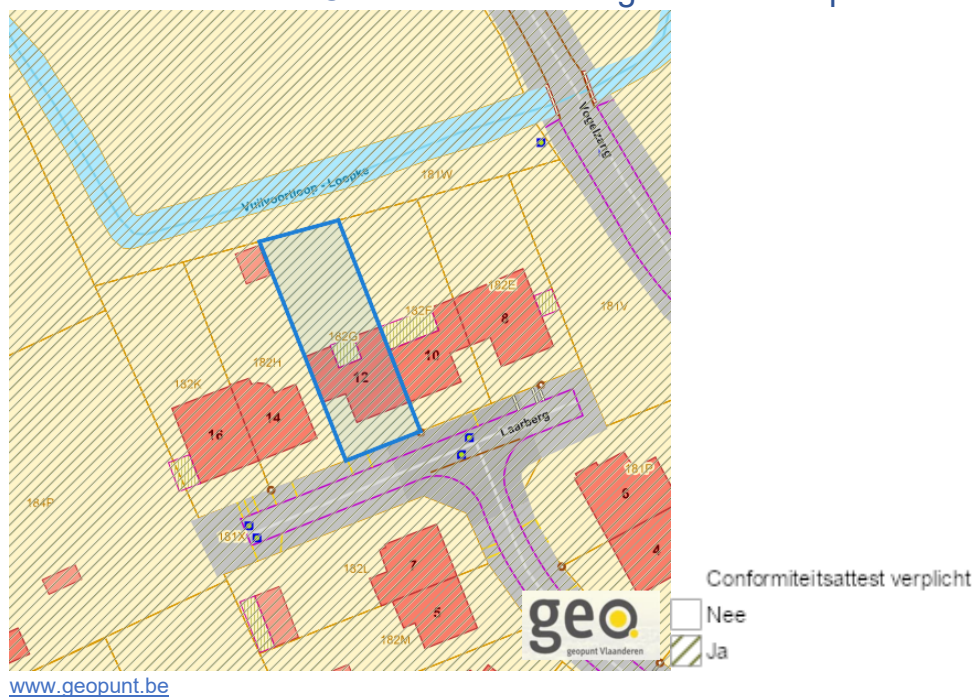 Vogelzang
181W
Vuilvoortloop - Loopke
182E
182F
181V
8
182G
10
182H
12
182K
14
16
Laarberg
181P
6
184P
181X
4
7
182L
5
182M
geo.
geopunt Vlaanderen
Conformiteitsattest verplicht
Nee
Ja
www.geopunt.be